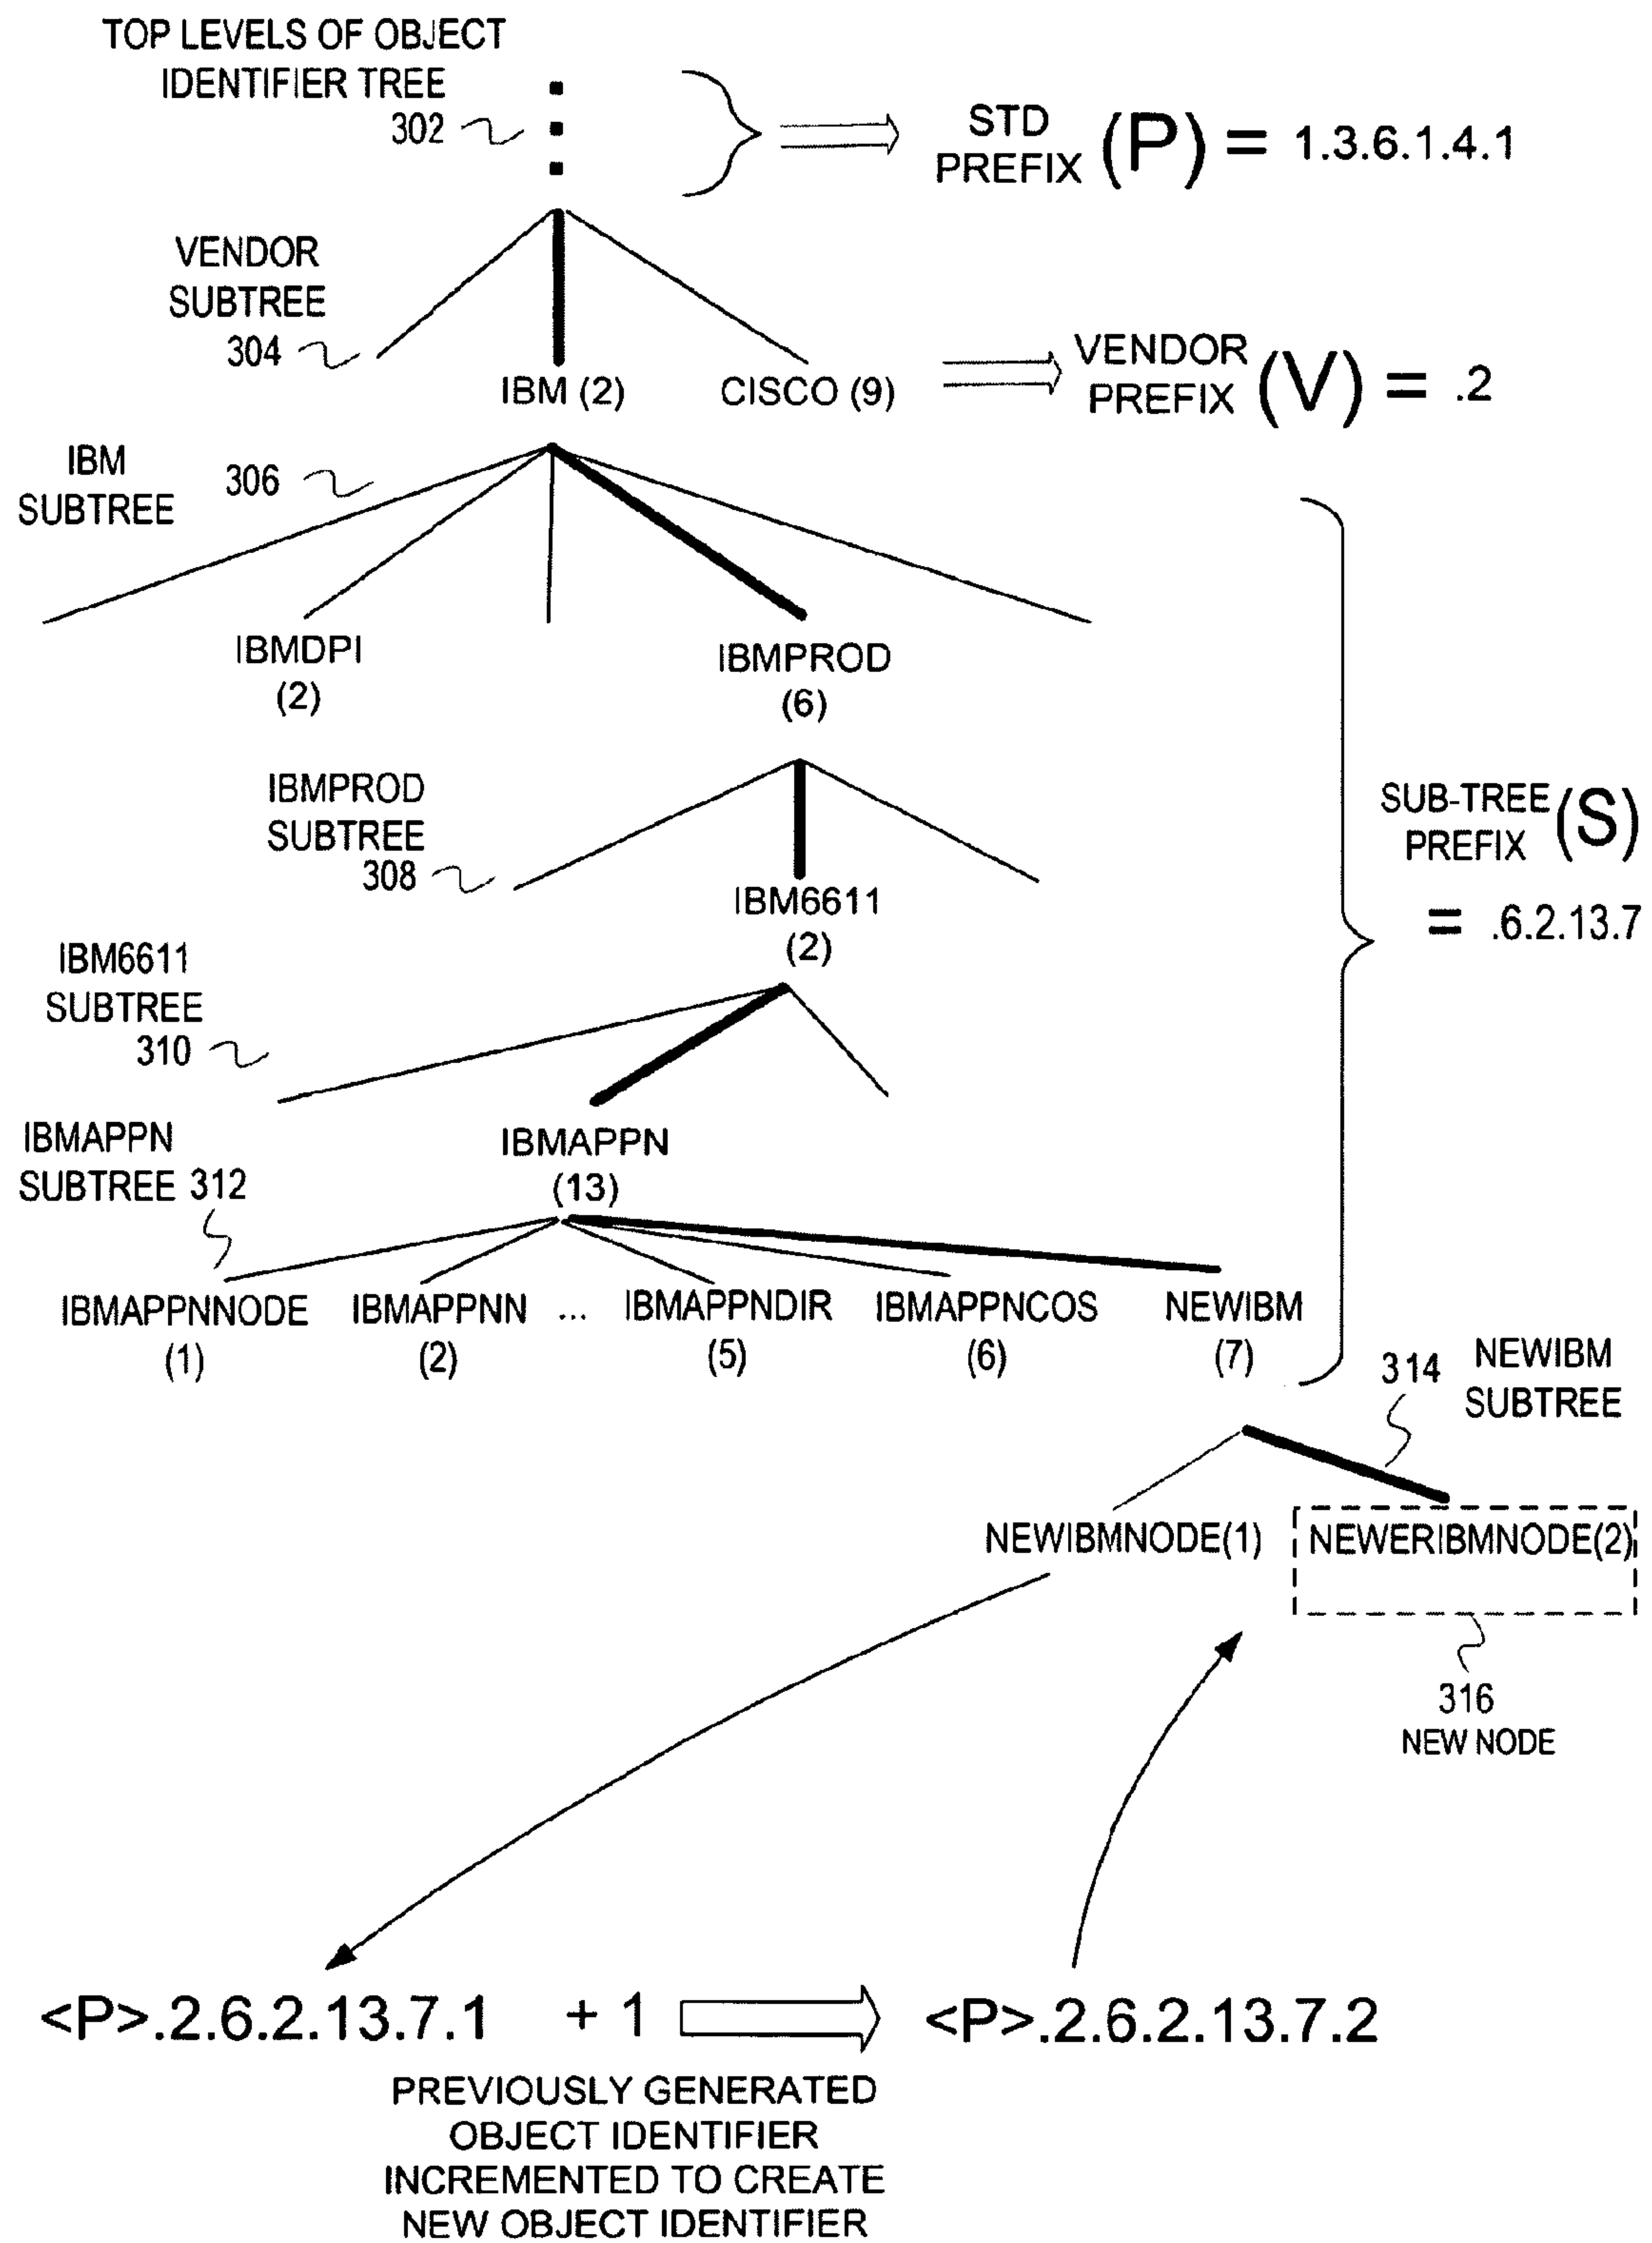 TOP LEVELS OF OBJECT
IDENTIFIER TREE
302
STD
PREFIX (P) = 1.3.6.1.4.1
VENDOR
SUBTREE
304
IBM (2)
CISCO (9)
VENDOR
PREFIX (V) = .2
IBM
SUBTREE
306
IBMDPI
(2)
IBMPROD
(6)
IBMPROD
SUBTREE
308
IBM6611
(2)
SUB-TREE
PREFIX (S)
= .6.2.13.7
IBM6611
SUBTREE
310
IBMAPPN
(13)
IBMAPPN
SUBTREE 312
IBMAPPNNODE
(1)
IBMAPPNN
(2)
...
IBMAPPNDIR
(5)
IBMAPPNCOS
(6)
NEWIBM
(7)
314
NEWIBM
SUBTREE
NEWIBMNODE(1)
NEWERIBMNODE(2)
316
NEW NODE
<P>.2.6.2.13.7.1 + 1
<P>.2.6.2.13.7.2
PREVIOUSLY GENERATED
OBJECT IDENTIFIER
INCREMENTED TO CREATE
NEW OBJECT IDENTIFIER